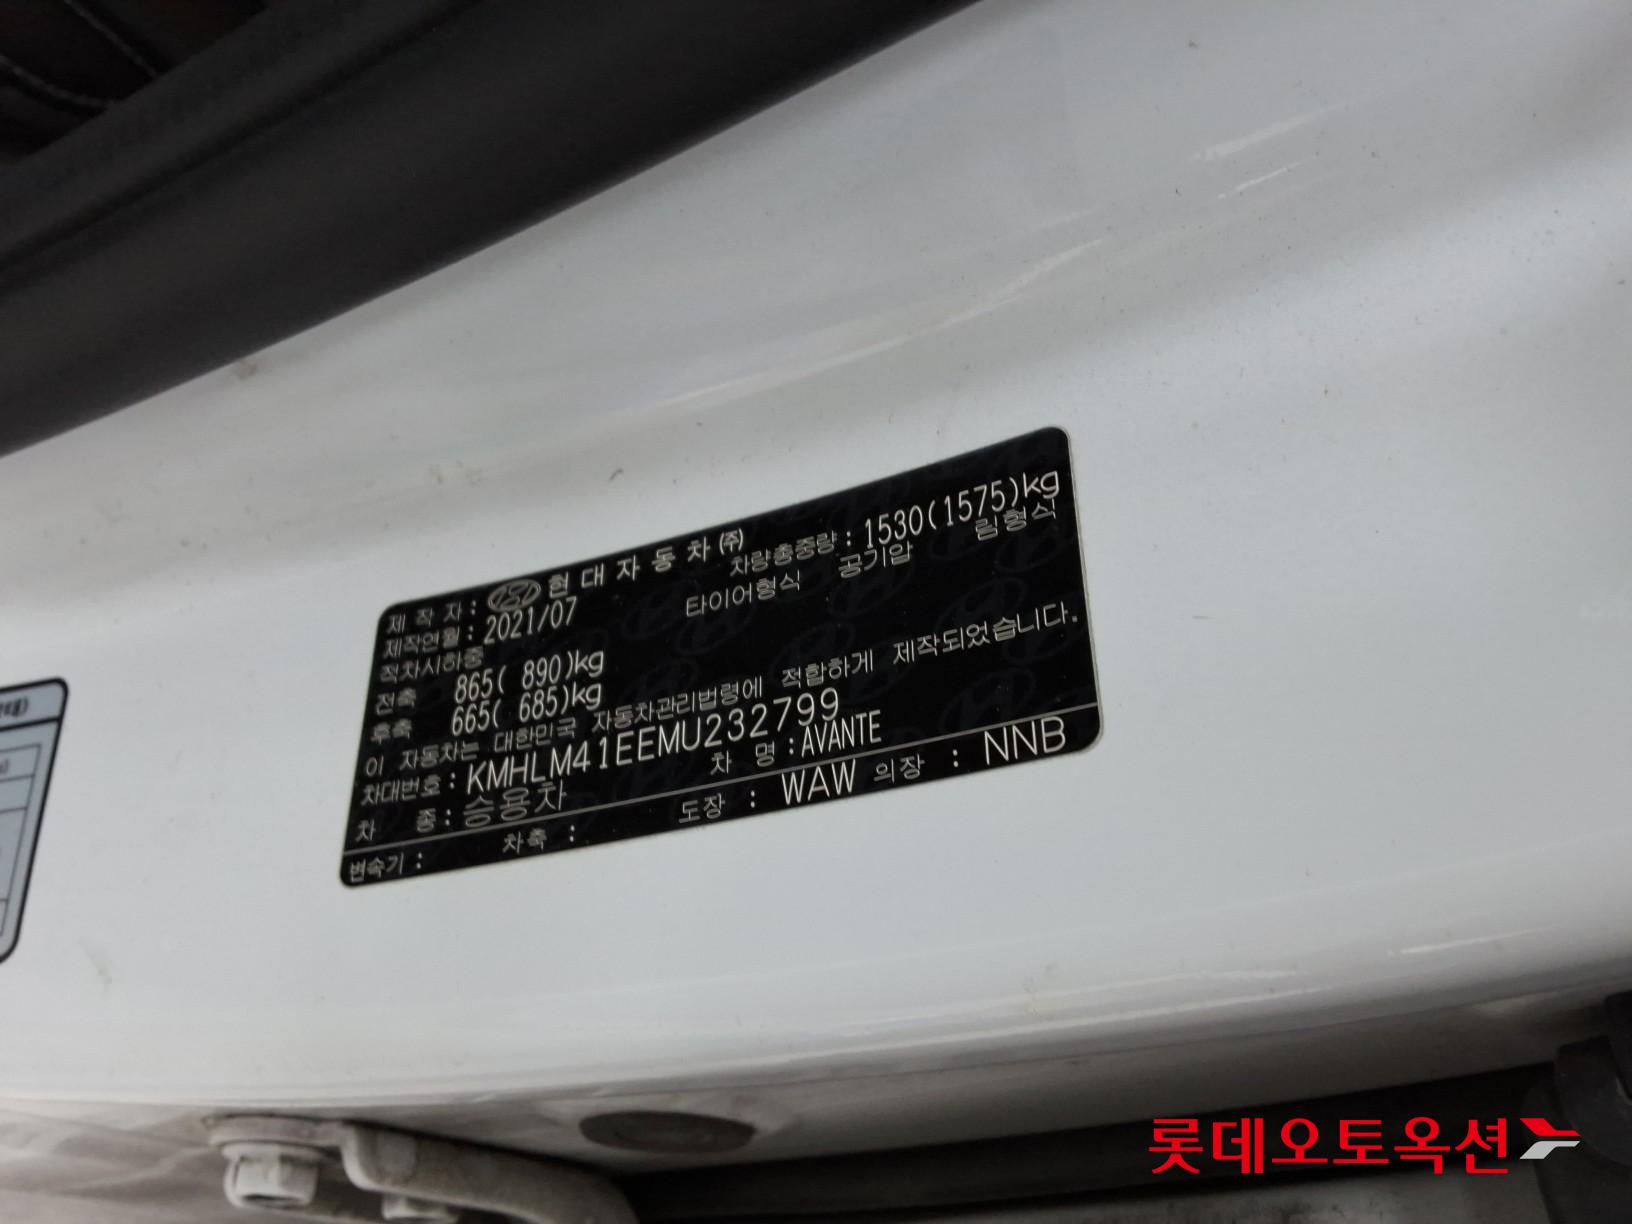 제작자: 현대자동차(주)
제작연월: 2021/07 차량총중량: 1530(1575)kg
적차시하중 타이어형식 공기압 림형식
전축 865( 890)kg
후축 665( 685)kg
이 자동차는 대한민국 자동차관리법령에 적합하게 제작되었습니다.
차대번호: KMHLM41EEMU232799
차 종: 승용차 차 명: AVANTE
변속기: 차축: 도장: WAW 의장: NNB
롯데오토옥션